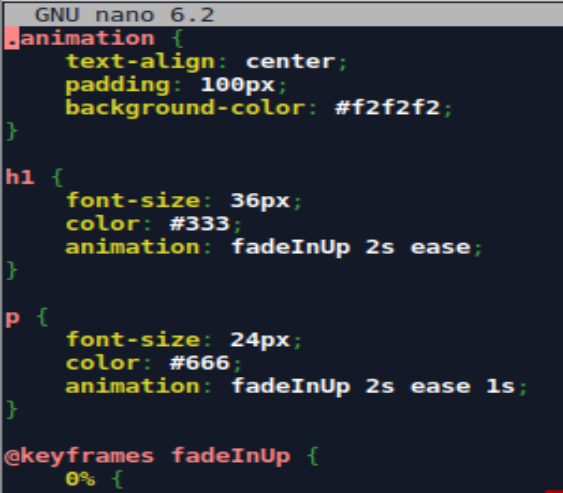 GNU nano 6.2
.animation {
    text-align: center;
    padding: 100px;
    background-color: #f2f2f2;
}

h1 {
    font-size: 36px;
    color: #333;
    animation: fadeInUp 2s ease;
}

p {
    font-size: 24px;
    color: #666;
    animation: fadeInUp 2s ease 1s;
}

@keyframes fadeInUp {
    0% {